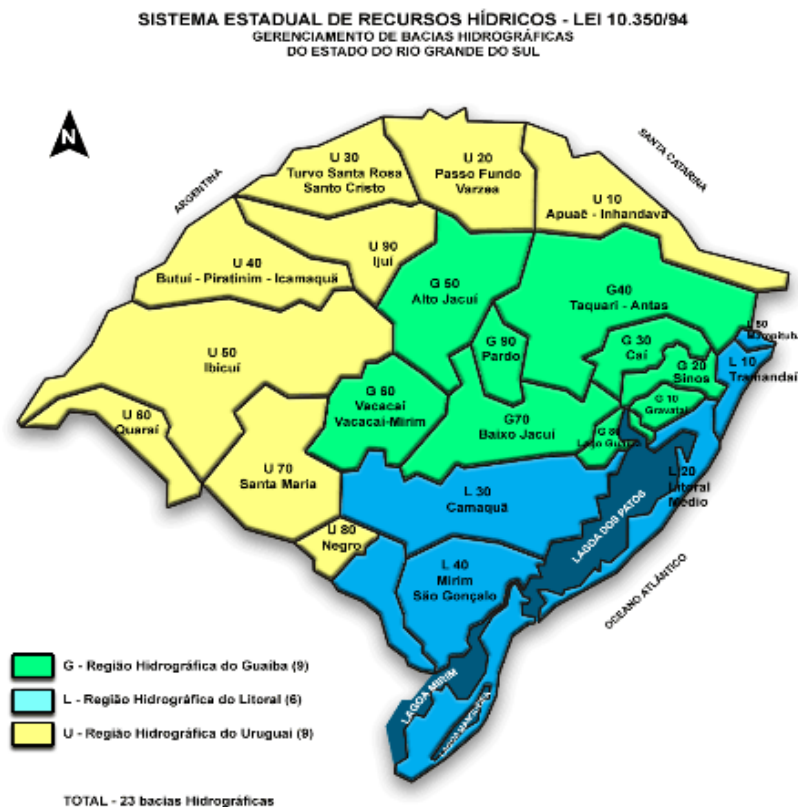 SISTEMA ESTADUAL DE RECURSOS HÍDRICOS - LEI 10.350/94
GERENCIAMENTO DE BACIAS HIDROGRÁFICAS
DO ESTADO DO RIO GRANDE DO SUL
N
ARGENTINA
SANTA CATARINA
U 30
Turvo Santa Rosa
Santo Cristo
U 20
Passo Fundo
Varzea
U 10
Apuaê - Inhandava
U 40
Butuí - Piratinim - Icamaquã
U 90
Ijuí
G 50
Alto Jacuí
G40
Taquari - Antas
U 50
Ibicuí
G 90
Pardo
G 30
Caí
L 10
Tramandaí
G 20
Sinos
G 10
Gravataí
U 60
Quaraí
G 60
Vacacaí
Vacacaí-Mirim
G70
Baixo Jacuí
G 80
Lago Guaíba
U 70
Santa Maria
L 30
Camaquã
L 20
Litoral
Médio
LAGOA DOS PATOS
U 80
Negro
L 40
Mirim
São Gonçalo
OCEANO ATLÂNTICO
LAGOA MIRIM
G - Região Hidrográfica do Guaíba (9)
L - Região Hidrográfica do Litoral (6)
U - Região Hidrográfica do Uruguai (9)
TOTAL - 23 bacias Hidrográficas